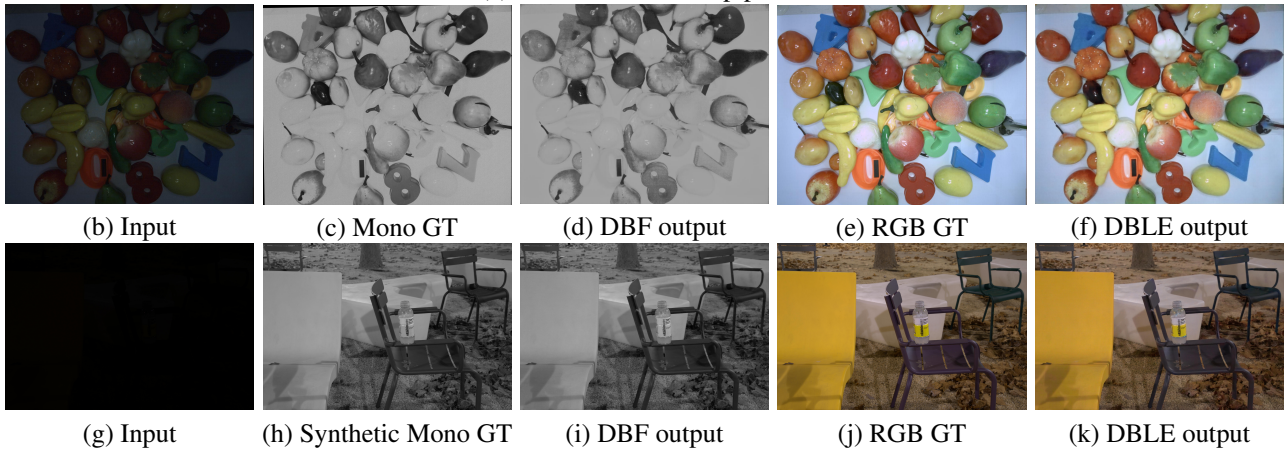 (b) Input (c) Mono GT (d) DBF output (e) RGB GT (f) DBLE output
(g) Input (h) Synthetic Mono GT (i) DBF output (j) RGB GT (k) DBLE output